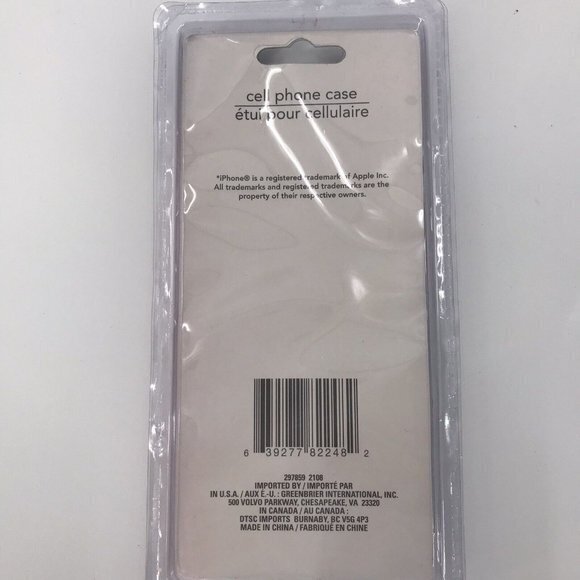 cell phone case
étui pour cellulaire
*iPhone® is a registered trademark of Apple Inc.
All trademarks and registered trademarks are the
property of their respective owners.
6 39277 82248 2
297859 2108
IMPORTED BY / IMPORTÉ PAR
IN U.S.A. / AUX É.-U. : GREENBRIER INTERNATIONAL, INC.
500 VOLVO PARKWAY, CHESAPEAKE, VA 23320
IN CANADA / AU CANADA :
DTSC IMPORTS BURNABY, BC V5G 4P3
MADE IN CHINA / FABRIQUÉ EN CHINE